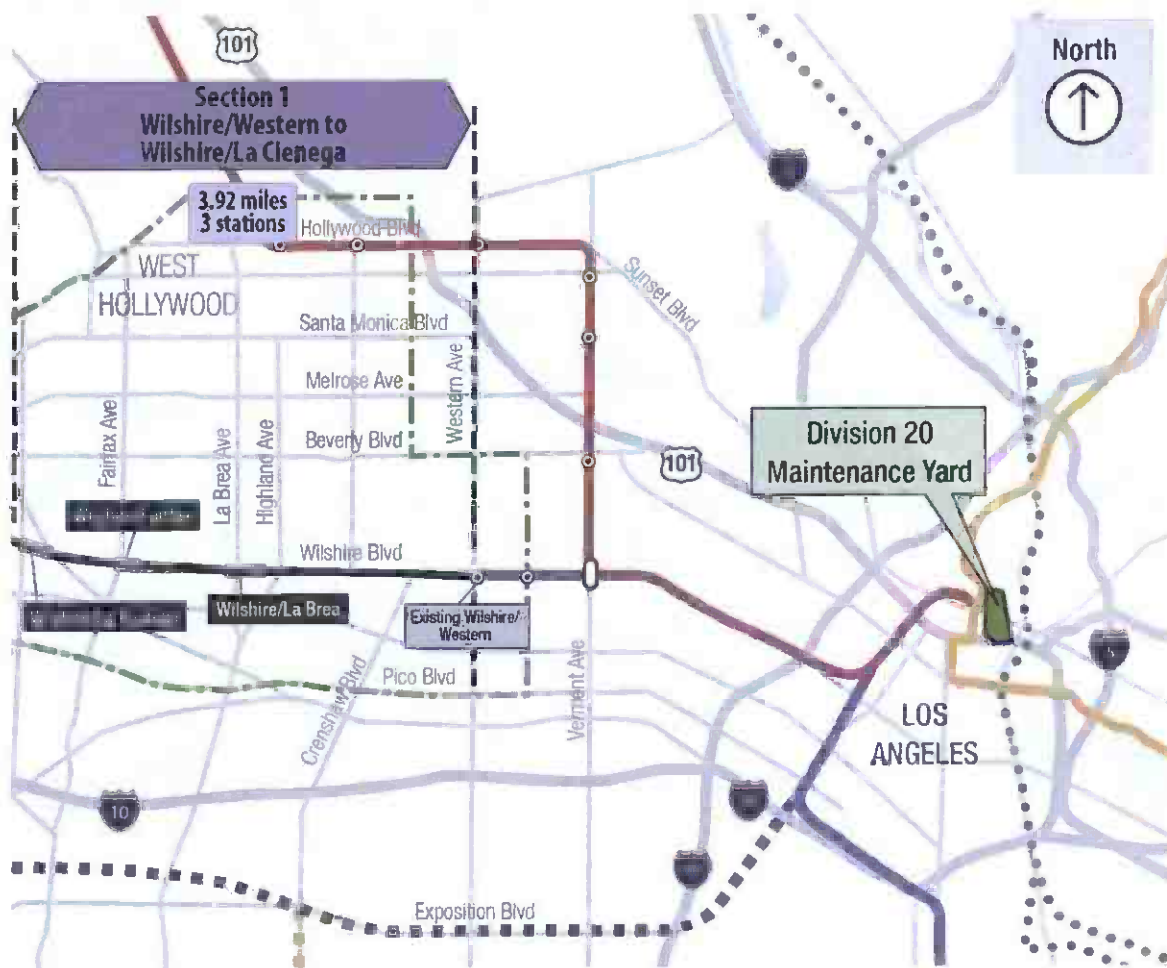 101
North
Section 1
Wilshire/Western to
Wilshire/La Cienega
3.92 miles
3 stations
Hollywood Blvd
WEST
HOLLYWOOD
Sunset Blvd
Santa Monica Blvd
Melrose Ave
Western Ave
Beverly Blvd
Fairfax Ave
La Brea Ave
Highland Ave
101
Division 20
Maintenance Yard
Wilshire Blvd
Wilshire/La Brea
Existing Wilshire/
Western
Pico Blvd
Crenshaw Blvd
Vermont Ave
5
LOS
ANGELES
10
Exposition Blvd